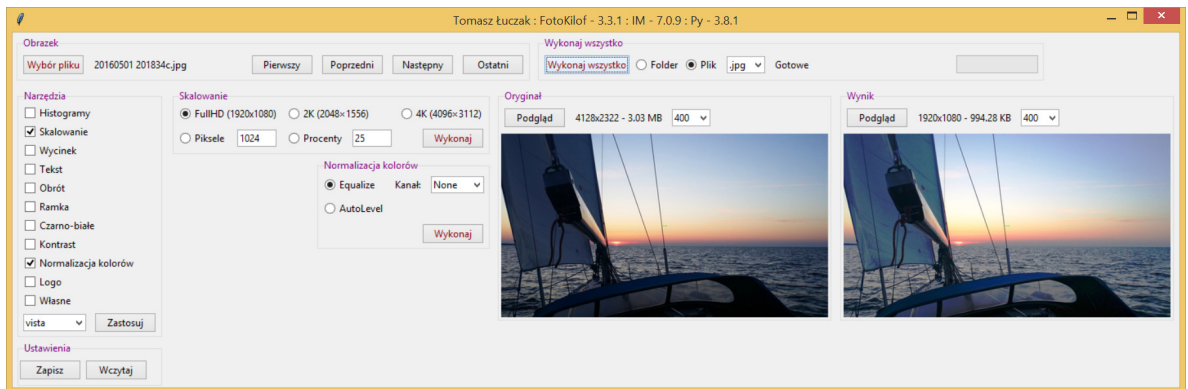 Tomasz Łuczak : FotoKilof - 3.3.1 : IM - 7.0.9 : Py - 3.8.1
Obrazek
Wybór pliku 20160501 201834c.jpg Pierwszy Poprzedni Następny Ostatni
Wykonaj wszystko
Wykonaj wszystko Folder Plik .jpg Gotowe
Narzędzia
Histogramy
Skalowanie
Wycinek
Tekst
Obrót
Ramka
Czarno-białe
Kontrast
Normalizacja kolorów
Logo
Własne
vista Zastosuj
Ustawienia
Zapisz Wczytaj
Skalowanie
FullHD (1920x1080) 2K (2048×1556) 4K (4096×3112)
Piksele 1024 Procenty 25 Wykonaj
Normalizacja kolorów
Equalize Kanał: None
AutoLevel
Wykonaj
Oryginał
Podgląd 4128x2322 - 3.03 MB 400
Wynik
Podgląd 1920x1080 - 994.28 KB 400